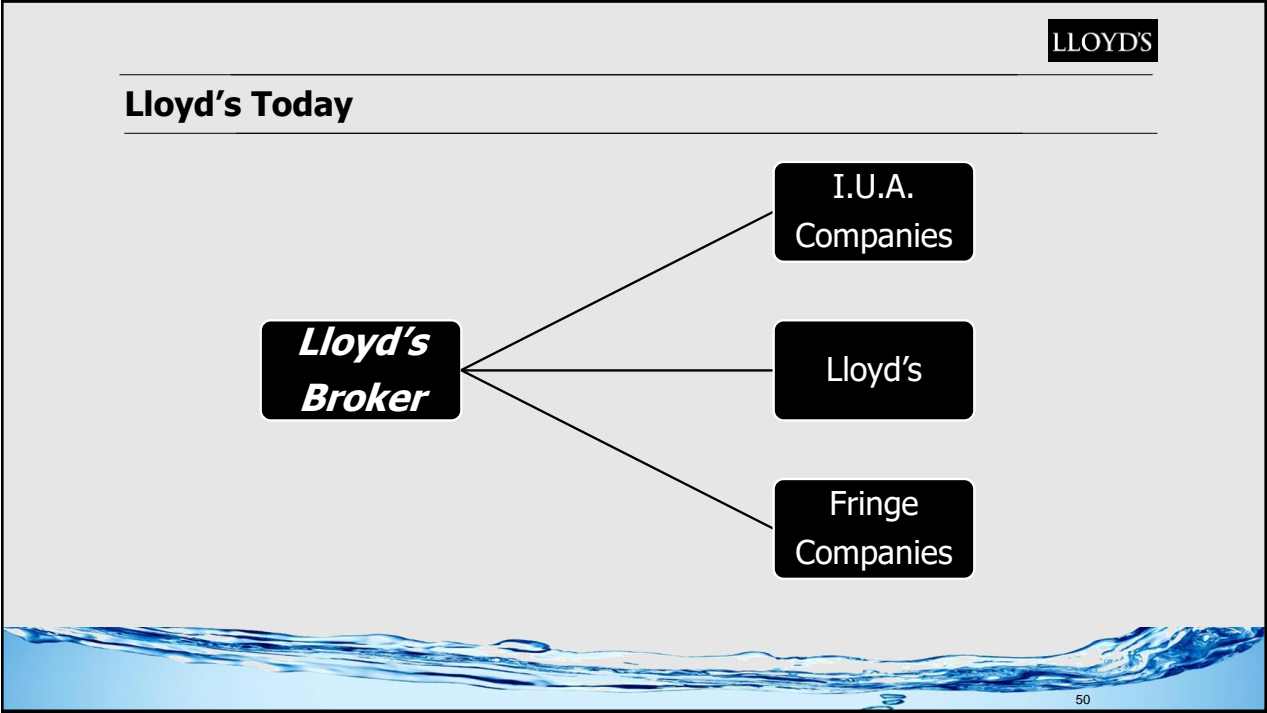 LLOYD'S
Lloyd’s Today
I.U.A.
Companies
Lloyd’s
Broker
Lloyd’s
Fringe
Companies
50